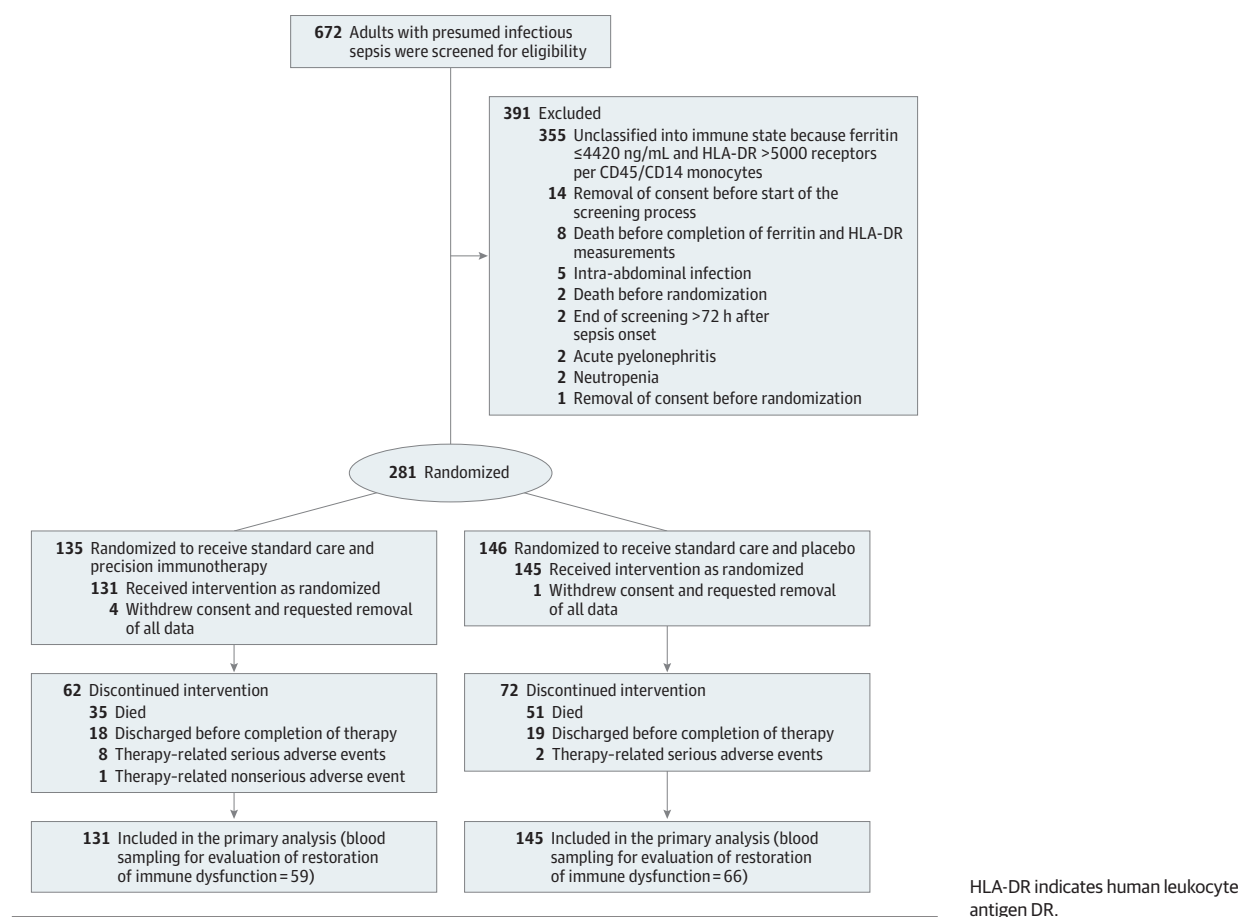 672 Adults with presumed infectious
sepsis were screened for eligibility
391 Excluded
355 Unclassified into immune state because ferritin
≤4420 ng/mL and HLA-DR >5000 receptors
per CD45/CD14 monocytes
14 Removal of consent before start of the
screening process
8 Death before completion of ferritin and HLA-DR
measurements
5 Intra-abdominal infection
2 Death before randomization
2 End of screening >72 h after
sepsis onset
2 Acute pyelonephritis
2 Neutropenia
1 Removal of consent before randomization
281 Randomized
135 Randomized to receive standard care and
precision immunotherapy
131 Received intervention as randomized
4 Withdrew consent and requested removal
of all data
146 Randomized to receive standard care and placebo
145 Received intervention as randomized
1 Withdrew consent and requested removal
of all data
62 Discontinued intervention
35 Died
18 Discharged before completion of therapy
8 Therapy-related serious adverse events
1 Therapy-related nonserious adverse event
72 Discontinued intervention
51 Died
19 Discharged before completion of therapy
2 Therapy-related serious adverse events
131 Included in the primary analysis (blood
sampling for evaluation of restoration
of immune dysfunction = 59)
145 Included in the primary analysis (blood
sampling for evaluation of restoration
of immune dysfunction = 66)
HLA-DR indicates human leukocyte
antigen DR.